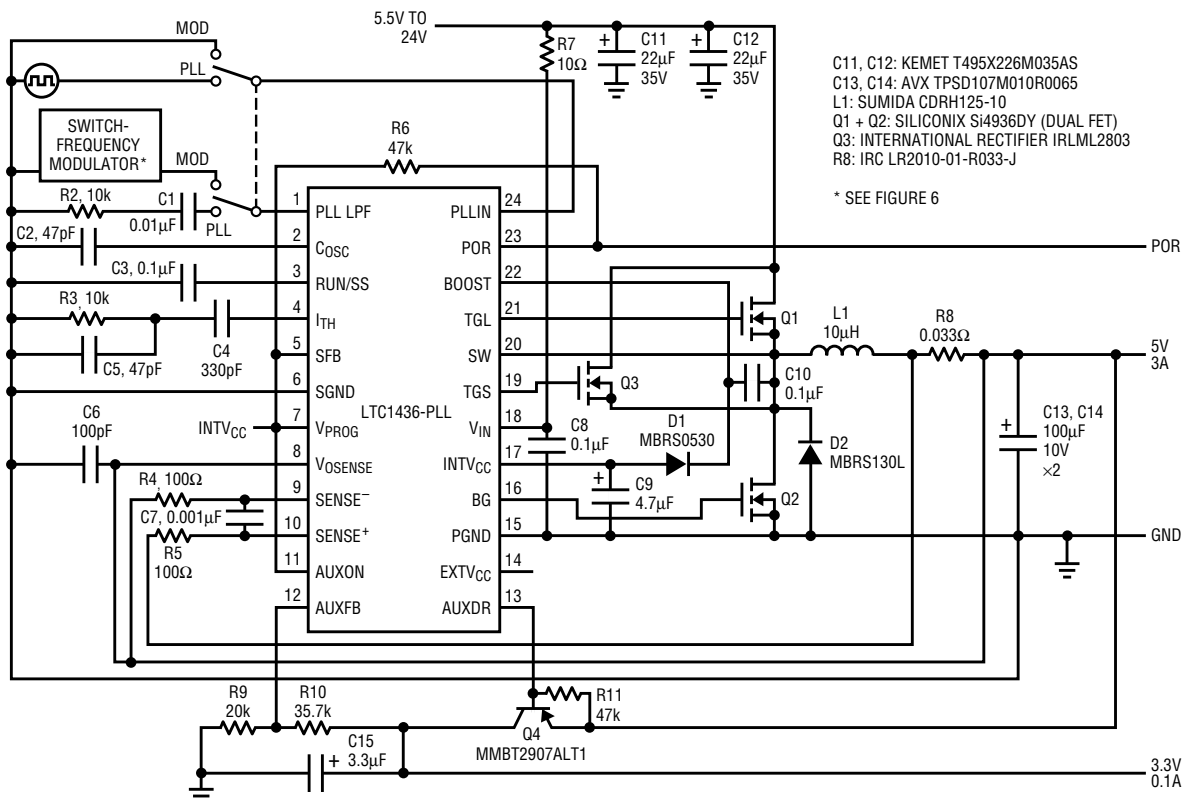 MOD
PLL
SWITCH-
FREQUENCY
MODULATOR*
MOD
PLL
R2, 10k
C1
0.01µF
C2, 47pF
C3, 0.1µF
R3, 10k
C5, 47pF
C4
330pF
C6
100pF
INTVCC
R4, 100Ω
C7, 0.001µF
R5
100Ω
R6
47k
5.5V TO
24V
R7
10Ω
+
C11
22µF
35V
+
C12
22µF
35V
C11, C12: KEMET T495X226M035AS
C13, C14: AVX TPSD107M010R0065
L1: SUMIDA CDRH125-10
Q1 + Q2: SILICONIX Si4936DY (DUAL FET)
Q3: INTERNATIONAL RECTIFIER IRLML2803
R8: IRC LR2010-01-R033-J
* SEE FIGURE 6
LTC1436-PLL
1 PLL LPF
2 COSC
3 RUN/SS
4 ITH
5 SFB
6 SGND
7 VPROG
8 VOSENSE
9 SENSE–
10 SENSE+
11 AUXON
12 AUXFB
PLLIN 24
POR 23
BOOST 22
TGL 21
SW 20
TGS 19
VIN 18
INTVCC 17
BG 16
PGND 15
EXTVCC 14
AUXDR 13
POR
Q1
L1
10µH
R8
0.033Ω
5V
3A
Q3
C10
0.1µF
D1
MBRS0530
C8
0.1µF
+
C9
4.7µF
D2
MBRS130L
Q2
+
C13, C14
100µF
10V
×2
GND
R9
20k
R10
35.7k
C15
3.3µF
+
Q4
MMBT2907ALT1
R11
47k
3.3V
0.1A